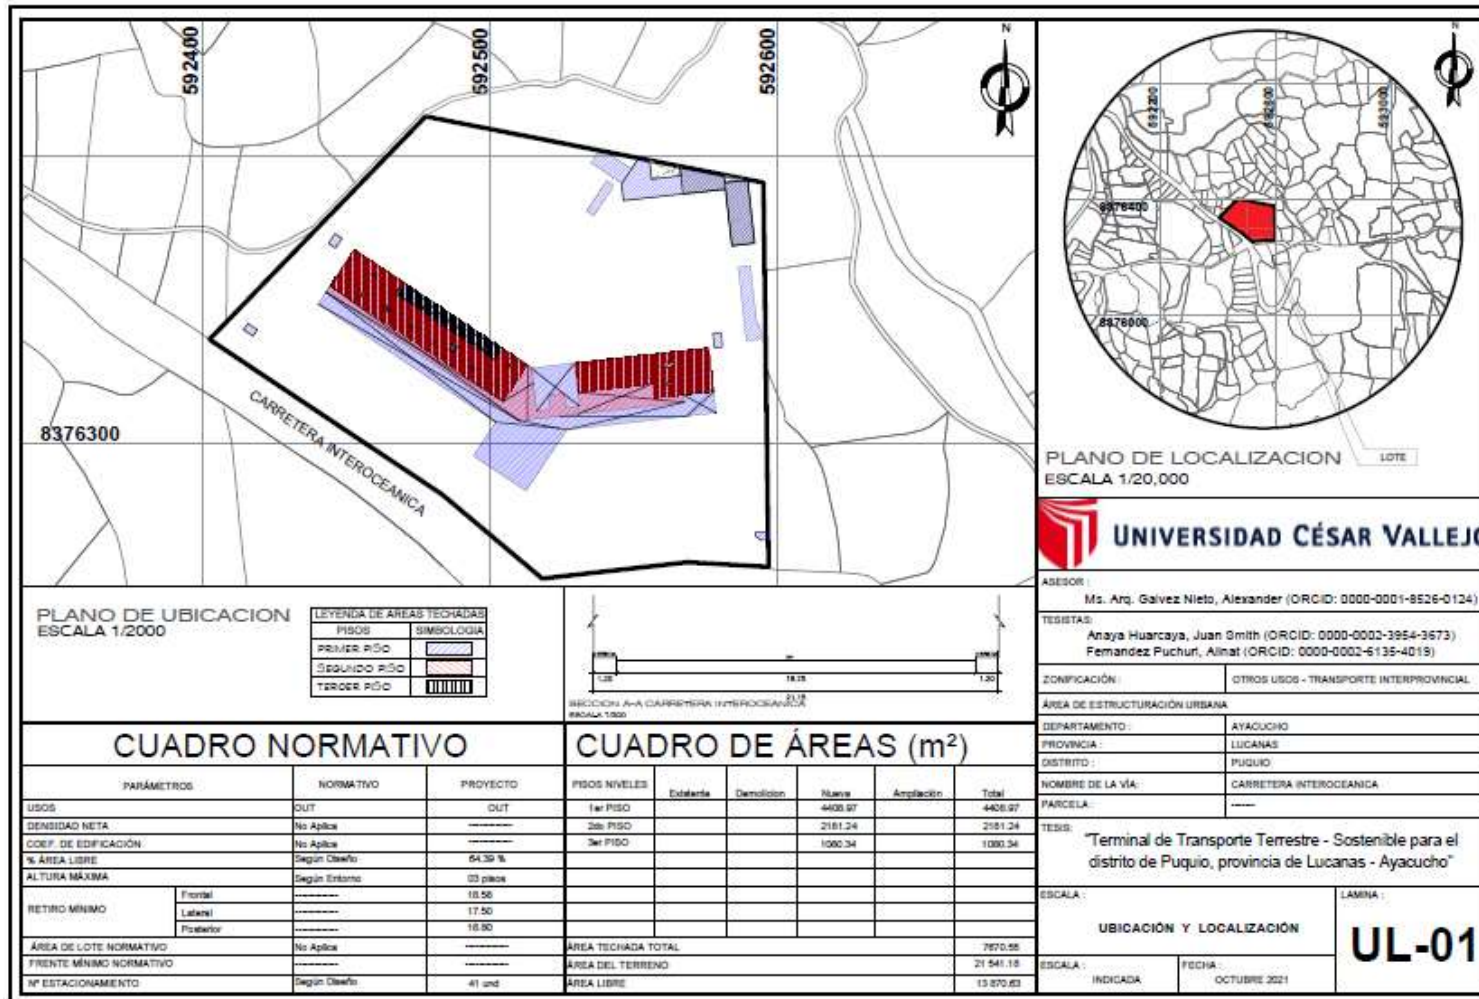 592400
592500
592600
N
8376300
CARRETERA INTEROCEANICA
PLANO DE UBICACION
ESCALA 1/2000
LEYENDA DE AREAS TECHADAS
PISOS SIMBOLOGIA
PRIMER PISO
SEGUNDO PISO
TERCER PISO
1.20 1.20
SECCION A-A CARRETERA INTEROCEANICA
N
592200
592600
593000
8376400
8376000
LOTE
PLANO DE LOCALIZACION
ESCALA 1/20,000
UNIVERSIDAD CÉSAR VALLEJO
ASESOR :
Ms. Arq. Galvez Nieto, Alexander (ORCID: 0000-0001-8526-0124)
TESISTAS:
Anaya Huarcaya, Juan Smith (ORCID: 0000-0002-3954-3673)
Fernandez Puchuri, Alinat (ORCID: 0000-0002-6135-4019)
ZONIFICACIÓN : OTROS USOS - TRANSPORTE INTERPROVINCIAL
ÁREA DE ESTRUCTURACIÓN URBANA
DEPARTAMENTO : AYACUCHO
PROVINCIA : LUCANAS
DISTRITO : PUQUIO
NOMBRE DE LA VÍA: CARRETERA INTEROCEANICA
PARCELA : ------
TESIS:
"Terminal de Transporte Terrestre - Sostenible para el
distrito de Puquio, provincia de Lucanas - Ayacucho"
ESCALA :
UBICACIÓN Y LOCALIZACIÓN
LAMINA :
UL-01
ESCALA :
INDICADA
FECHA :
OCTUBRE 2021
CUADRO NORMATIVO
PARÁMETROS NORMATIVO PROYECTO
USOS OUT OUT
DENSIDAD NETA No Aplica ------------
COEF. DE EDIFICACIÓN No Aplica ------------
% ÁREA LIBRE Según Diseño 64.39 %
ALTURA MÁXIMA Según Entorno 03 pisos
RETIRO MÍNIMO
Frontal ------------ 18.58
Lateral ------------ 17.50
Posterior ------------
ÁREA DE LOTE NORMATIVO No Aplica ------------
FRENTE MÍNIMO NORMATIVO ------------ ------------
Nº ESTACIONAMIENTO Según Diseño 41 und
CUADRO DE ÁREAS (m²)
PISOS NIVELES Existente Demolicion Nueva Ampliación Total
1er PISO 4408.97 4408.97
2do PISO 2181.24 2181.24
3er PISO 1080.34 1080.34
ÁREA TECHADA TOTAL 7670.55
ÁREA DEL TERRENO 21 541.18
ÁREA LIBRE 13 870.63